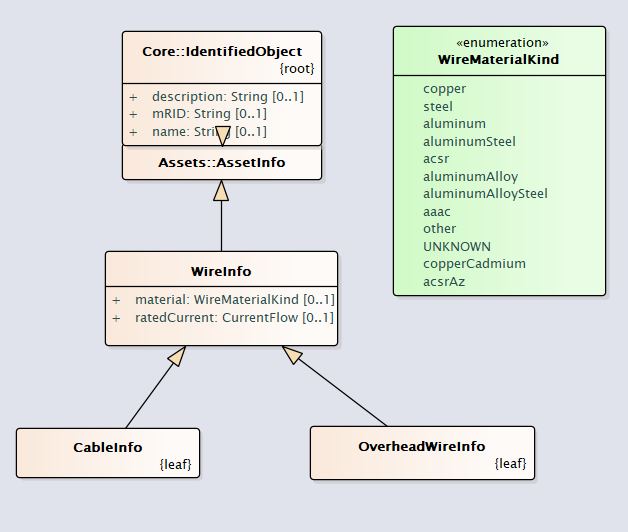 Core::IdentifiedObject
{root}
+ description: String [0..1]
+ mRID: String [0..1]
+ name: String [0..1]
Assets::AssetInfo
«enumeration»
WireMaterialKind
copper
steel
aluminum
aluminumSteel
acsr
aluminumAlloy
aluminumAlloySteel
aaac
other
UNKNOWN
copperCadmium
acsrAz
WireInfo
+ material: WireMaterialKind [0..1]
+ ratedCurrent: CurrentFlow [0..1]
CableInfo
{leaf}
OverheadWireInfo
{leaf}